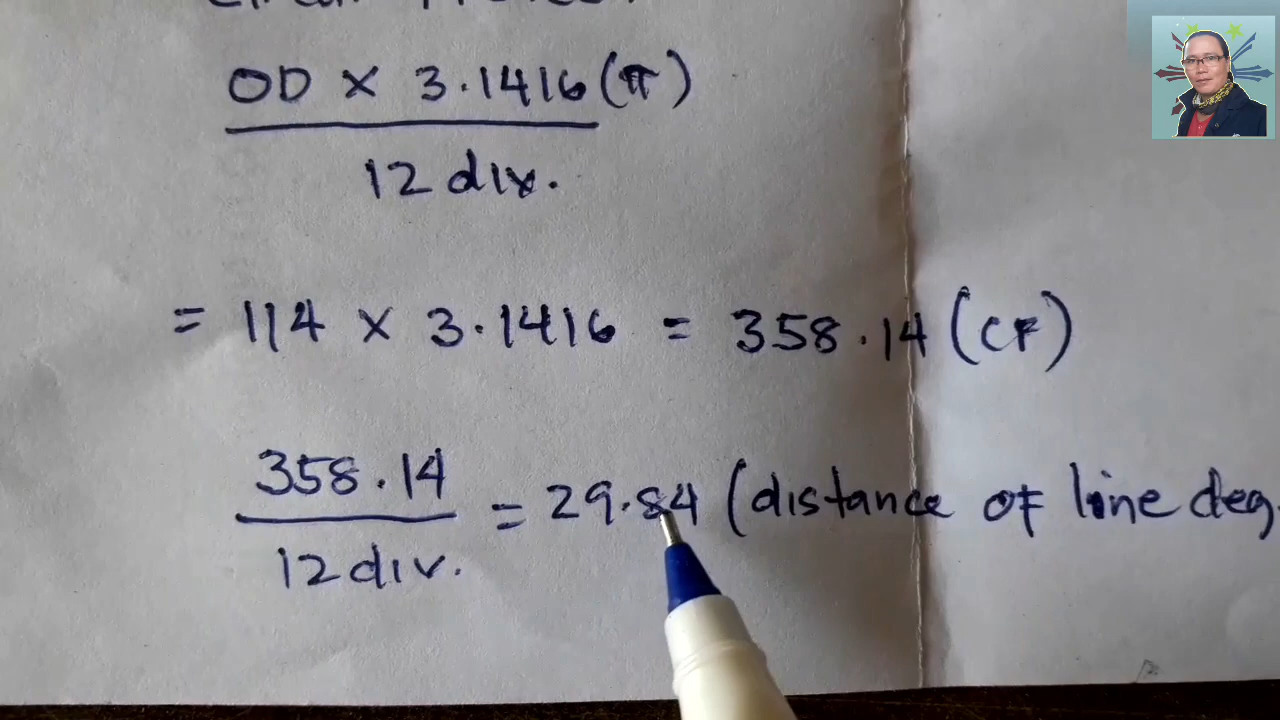 OD × 3.1416 (π)
12 div.
= 114 × 3.1416 = 358.14 (CF)
358.14
12 div. = 29.84 (distance of line deg.